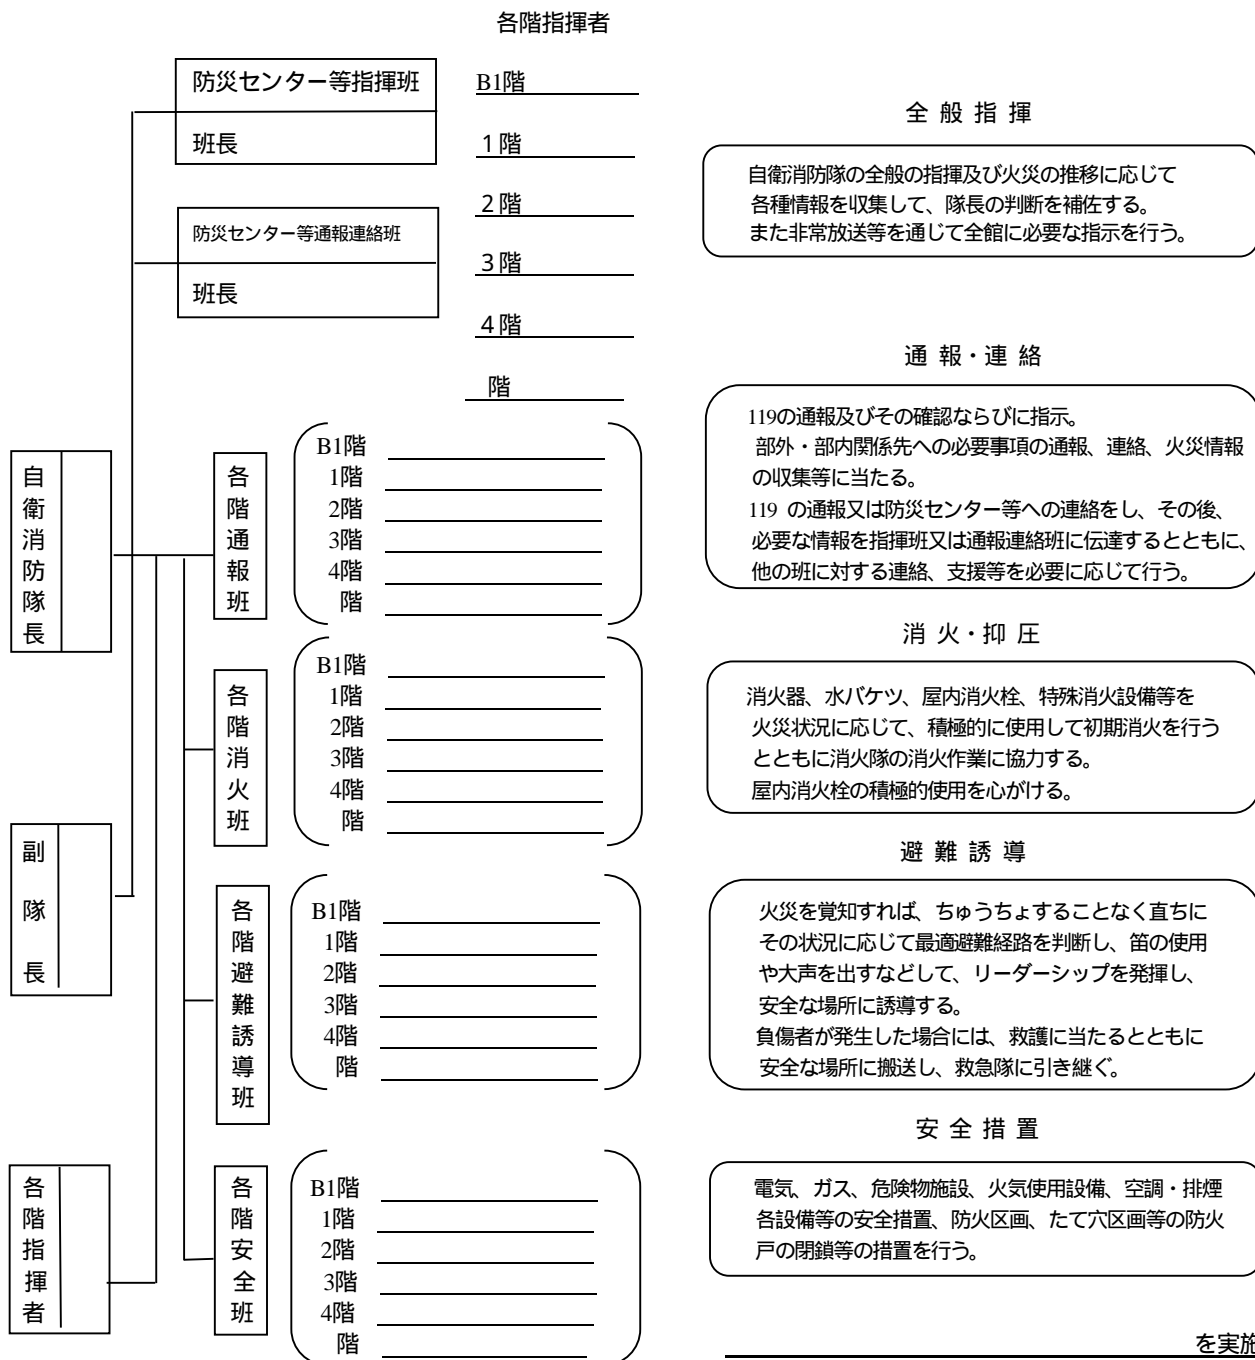 各階指揮者
防災センター等指揮班
班長
防災センター等通報連絡班
班長
B1階
1階
2階
3階
4階
階
全般指揮
自衛消防隊の全般の指揮及び火災の推移に応じて
各種情報を収集して、隊長の判断を補佐する。
また非常放送等を通じて全館に必要な指示を行う。
自衛消防隊長
副隊長
各階指揮者
各階通報班
B1階
1階
2階
3階
4階
階
通報・連絡
119の通報及びその確認ならびに指示。
部外・部内関係先への必要事項の通報、連絡、火災情報
の収集等に当たる。
119 の通報又は防災センター等への連絡をし、その後、
必要な情報を指揮班又は通報連絡班に伝達するとともに、
他の班に対する連絡、支援等を必要に応じて行う。
各階消火班
B1階
1階
2階
3階
4階
階
消火・抑圧
消火器、水バケツ、屋内消火栓、特殊消火設備等を
火災状況に応じて、積極的に使用して初期消火を行う
とともに消火隊の消火作業に協力する。
屋内消火栓の積極的使用を心がける。
各階避難誘導班
B1階
1階
2階
3階
4階
階
避難誘導
火災を覚知すれば、ちゅうちょすることなく直ちに
その状況に応じて最適避難経路を判断し、笛の使用
や大声を出すなどして、リーダーシップを発揮し、
安全な場所に誘導する。
負傷者が発生した場合には、救護に当たるとともに
安全な場所に搬送し、救急隊に引き継ぐ。
各階安全班
B1階
1階
2階
3階
4階
階
安全措置
電気、ガス、危険物施設、火気使用設備、空調・排煙
各設備等の安全措置、防火区画、たて穴区画等の防火
戸の閉鎖等の措置を行う。
を実施